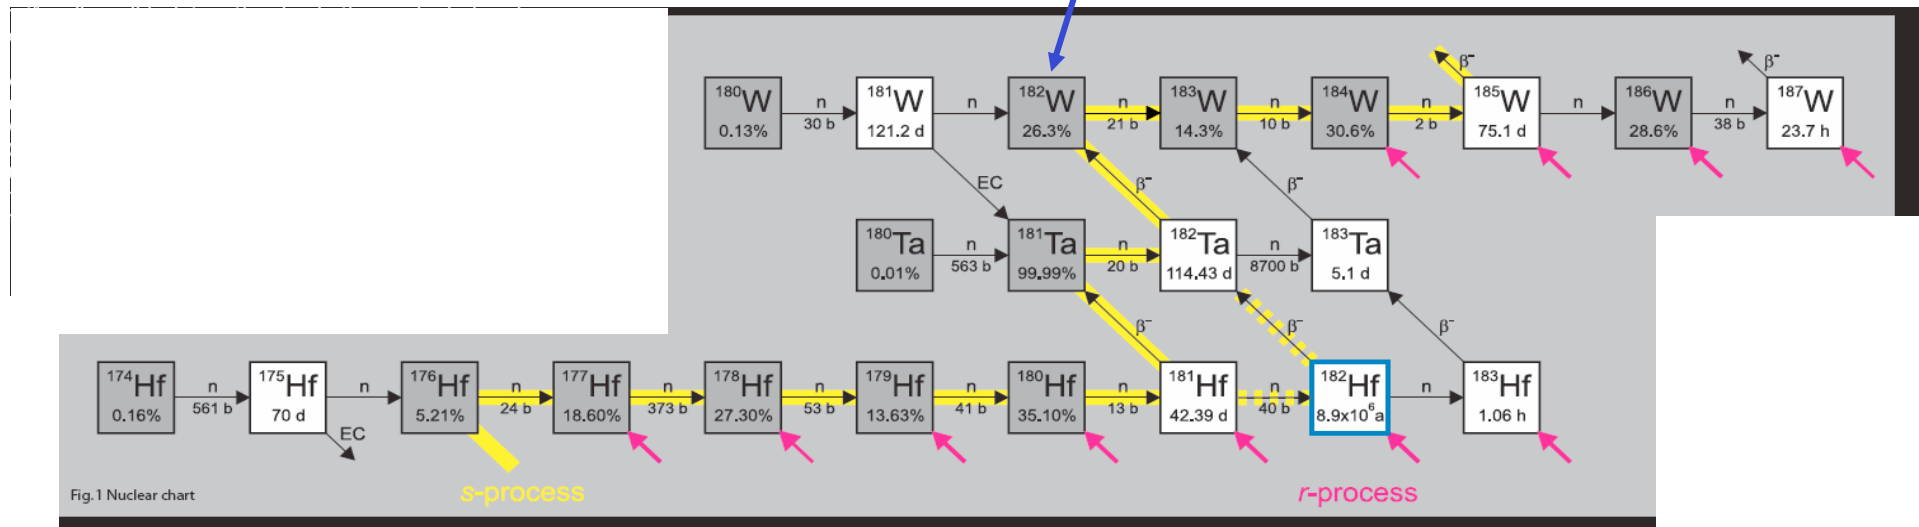 β⁻ β⁻
¹⁸⁰W 0.13%
n 30 b
¹⁸¹W 121.2 d
n
¹⁸²W 26.3%
n 21 b
¹⁸³W 14.3%
n 10 b
¹⁸⁴W 30.6%
n 2 b
¹⁸⁵W 75.1 d
n
¹⁸⁶W 28.6%
n 38 b
¹⁸⁷W 23.7 h
EC β⁻ β⁻
¹⁸⁰Ta 0.01%
n 563 b
¹⁸¹Ta 99.99%
n 20 b
¹⁸²Ta 114.43 d
n 8700 b
¹⁸³Ta 5.1 d
β⁻ β⁻ β⁻
¹⁷⁴Hf 0.16%
n 561 b
¹⁷⁵Hf 70 d
n
EC
¹⁷⁶Hf 5.21%
n 24 b
¹⁷⁷Hf 18.60%
n 373 b
¹⁷⁸Hf 27.30%
n 53 b
¹⁷⁹Hf 13.63%
n 41 b
¹⁸⁰Hf 35.10%
n 13 b
¹⁸¹Hf 42.39 d
n 40 b
¹⁸²Hf 8.9x10⁶a
n
¹⁸³Hf 1.06 h
Fig.1 Nuclear chart
s-process
r-process